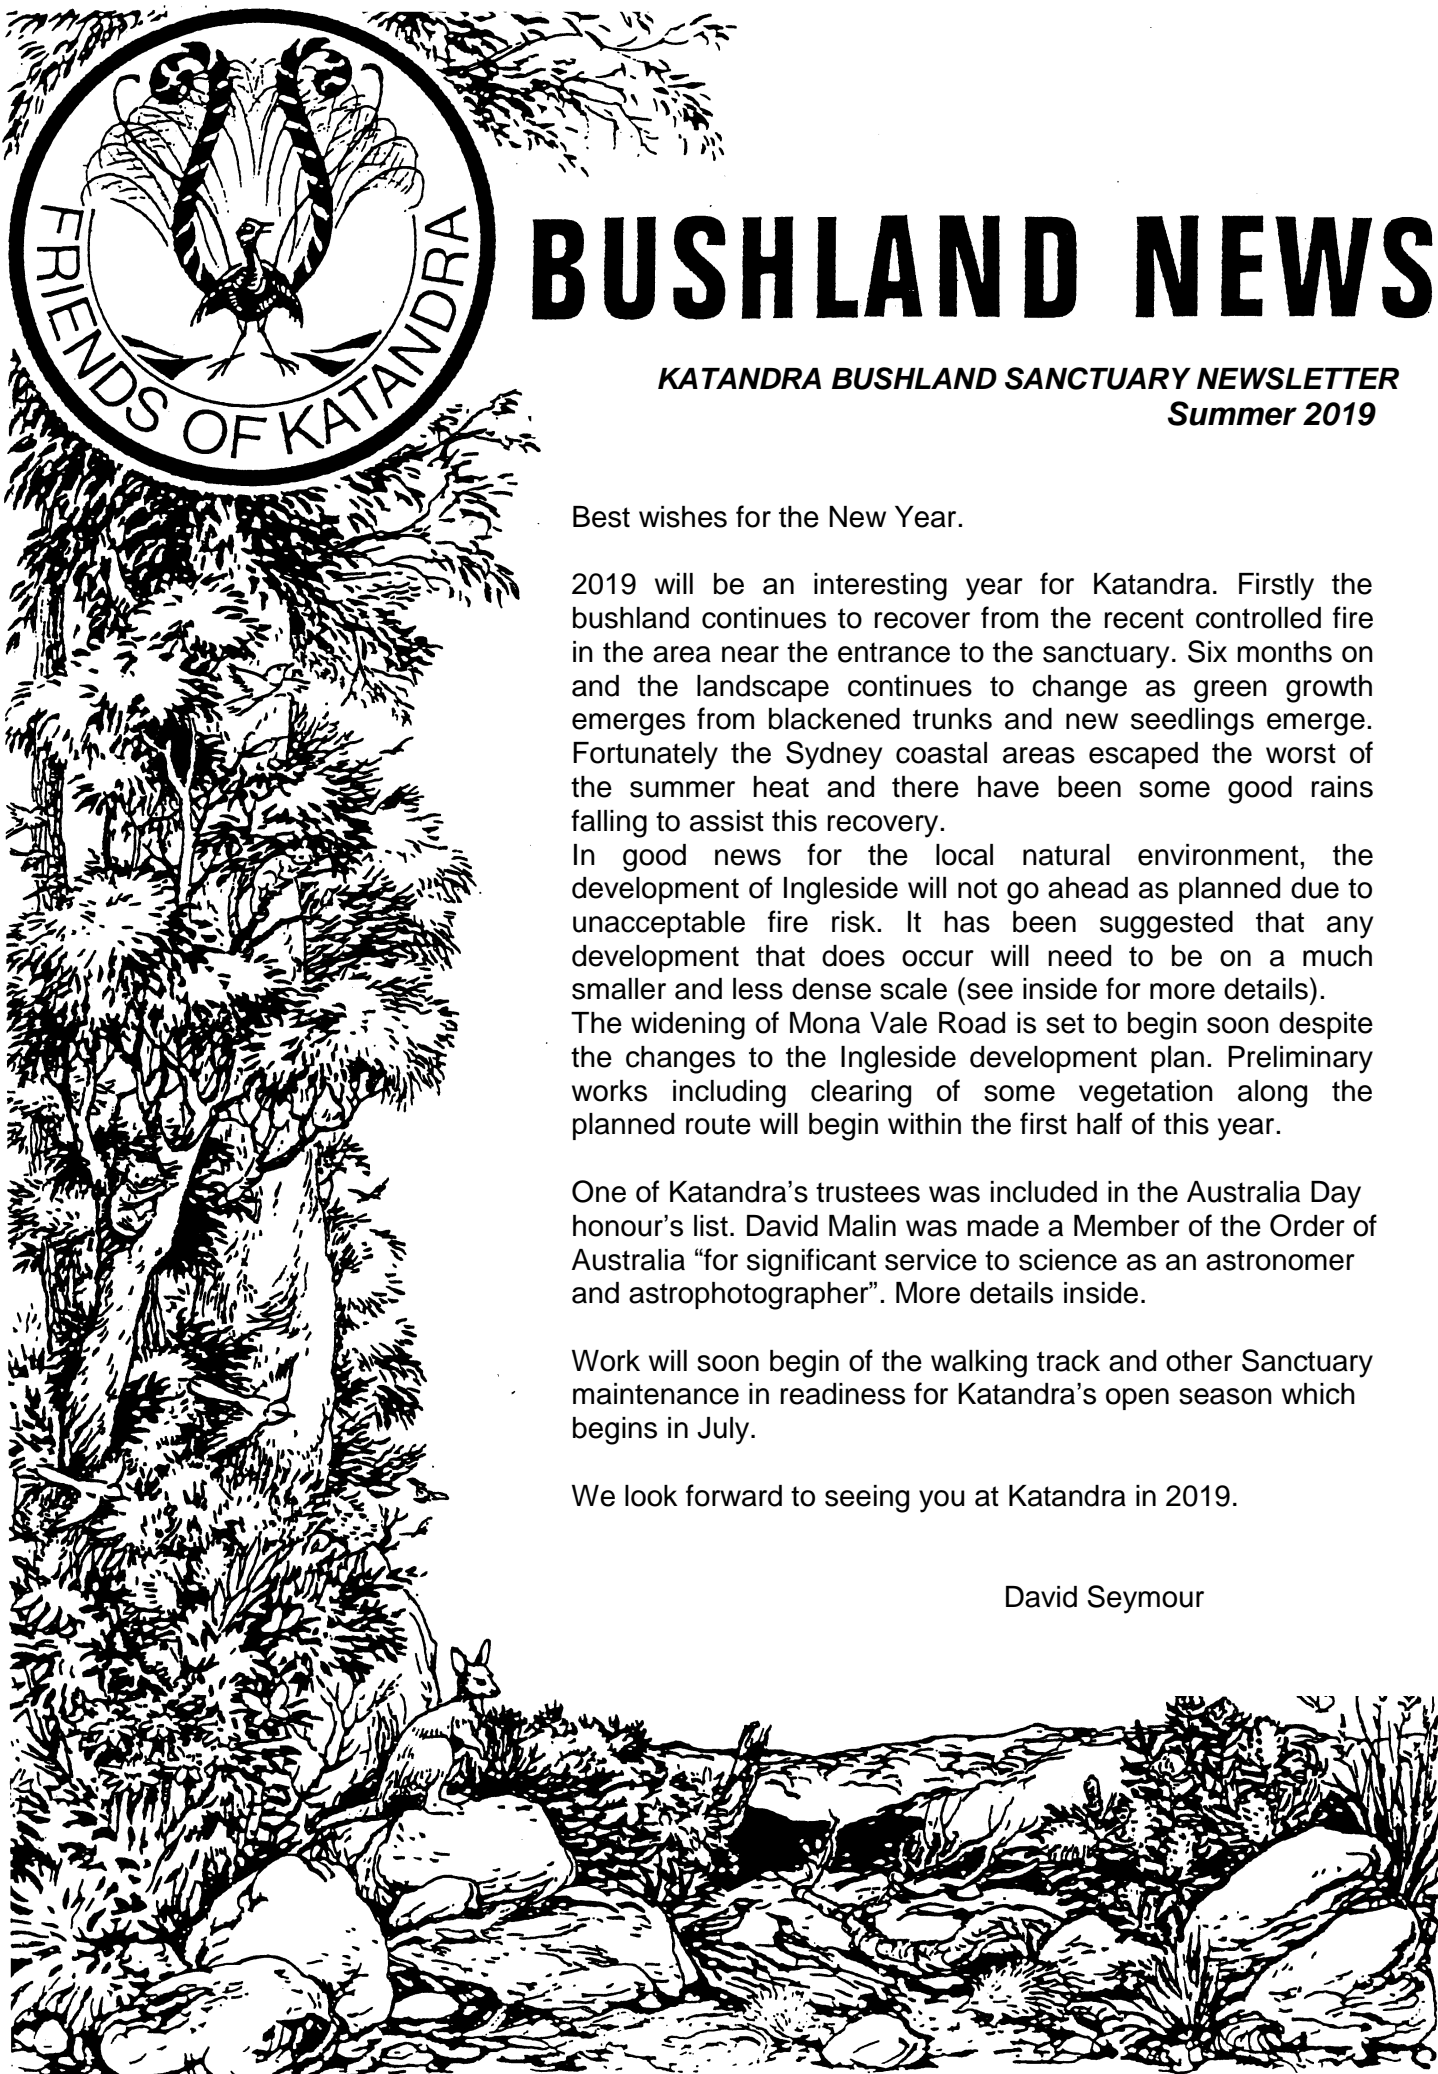 FRIENDS OF KATANDRA
BUSHLAND NEWS
KATANDRA BUSHLAND SANCTUARY NEWSLETTER
Summer 2019
Best wishes for the New Year.
2019 will be an interesting year for Katandra. Firstly the
bushland continues to recover from the recent controlled fire
in the area near the entrance to the sanctuary. Six months on
and the landscape continues to change as green growth
emerges from blackened trunks and new seedlings emerge.
Fortunately the Sydney coastal areas escaped the worst of
the summer heat and there have been some good rains
falling to assist this recovery.
In good news for the local natural environment, the
development of Ingleside will not go ahead as planned due to
unacceptable fire risk. It has been suggested that any
development that does occur will need to be on a much
smaller and less dense scale (see inside for more details).
The widening of Mona Vale Road is set to begin soon despite
the changes to the Ingleside development plan. Preliminary
works including clearing of some vegetation along the
planned route will begin within the first half of this year.
One of Katandra’s trustees was included in the Australia Day
honour’s list. David Malin was made a Member of the Order of
Australia “for significant service to science as an astronomer
and astrophotographer”. More details inside.
Work will soon begin of the walking track and other Sanctuary
maintenance in readiness for Katandra’s open season which
begins in July.
We look forward to seeing you at Katandra in 2019.
David Seymour